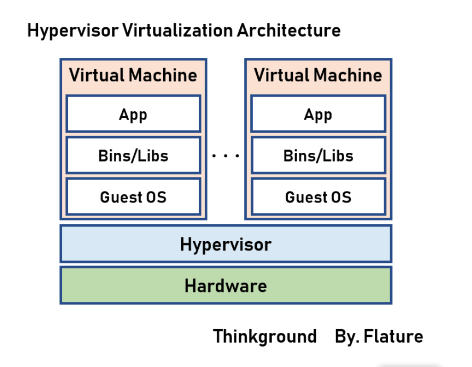 Hypervisor Virtualization Architecture
Virtual Machine
App
Bins/Libs
Guest OS
. . .
Virtual Machine
App
Bins/Libs
Guest OS
Hypervisor
Hardware
Thinkground By. Flature